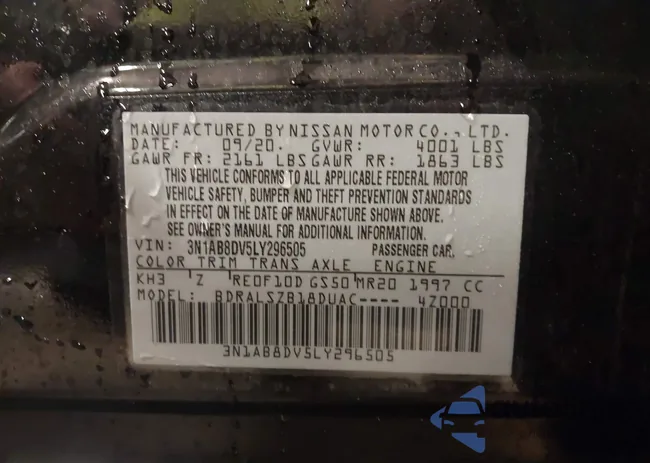 MANUFACTURED BY NISSAN MOTOR CO., LTD.
DATE: 09/20 GVWR: 4001 LBS
GAWR FR: 2161 LBS GAWR RR: 1863 LBS
THIS VEHICLE CONFORMS TO ALL APPLICABLE FEDERAL MOTOR
VEHICLE SAFETY, BUMPER AND THEFT PREVENTION STANDARDS
IN EFFECT ON THE DATE OF MANUFACTURE SHOWN ABOVE.
SEE OWNER'S MANUAL FOR ADDITIONAL INFORMATION.
VIN: 3N1AB8DV5LY296505 PASSENGER CAR.
COLOR TRIM TRANS AXLE ENGINE
KH3 Z RE0F10D GS50 MR20 1997 CC
MODEL: BDRALSZB18DUAC---- 4Z000
3N1AB8DV5LY296505